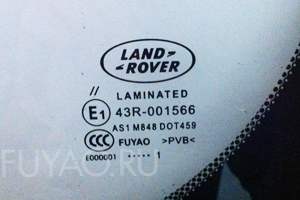 LAND
ROVER
//
LAMINATED
E1 43R-001566
AS1 M848 DOT459
CCC FUYAO >PVB<
E000001 ••••• 1
FUYAO.RU